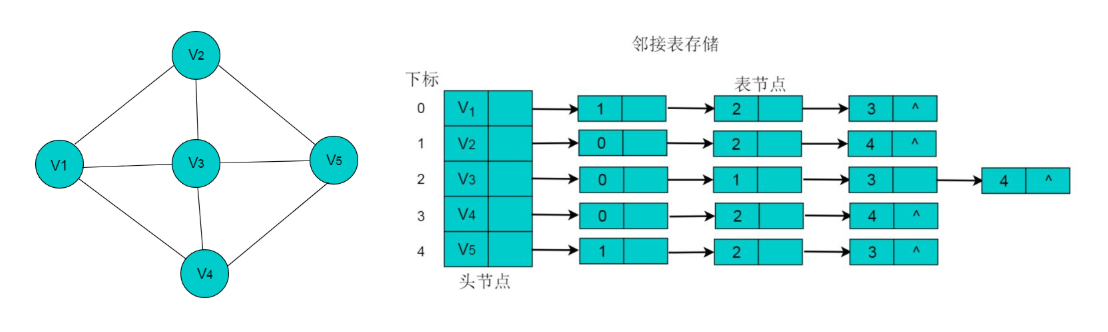 V2
V1
V3
V5
V4
邻接表存储
下标
表节点
0 V1 1 2 3 ^
1 V2 0 2 4 ^
2 V3 0 1 3 4 ^
3 V4 0 2 4 ^
4 V5 1 2 3 ^
头节点